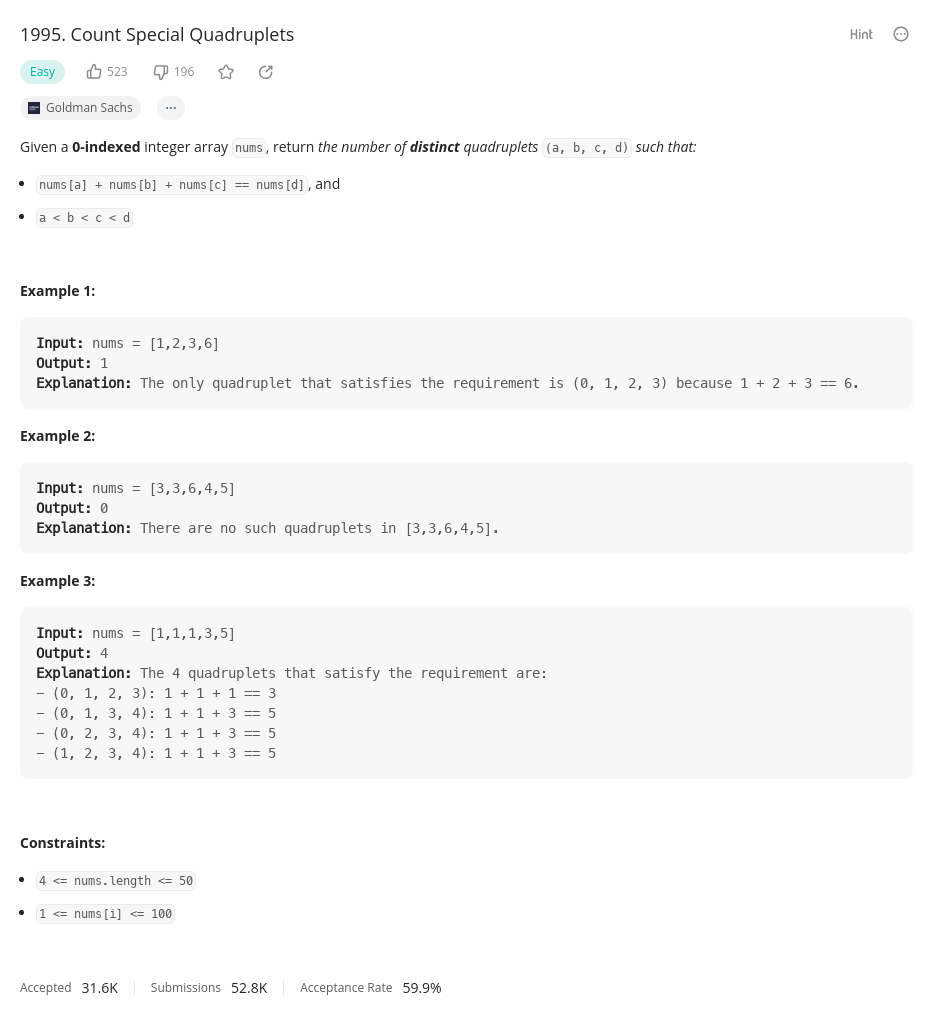 1995. Count Special Quadruplets
Hint
Easy 523 196
Goldman Sachs ...
Given a 0-indexed integer array nums, return the number of distinct quadruplets (a, b, c, d) such that:
• nums[a] + nums[b] + nums[c] == nums[d], and
• a < b < c < d
Example 1:
Input: nums = [1,2,3,6]
Output: 1
Explanation: The only quadruplet that satisfies the requirement is (0, 1, 2, 3) because 1 + 2 + 3 == 6.
Example 2:
Input: nums = [3,3,6,4,5]
Output: 0
Explanation: There are no such quadruplets in [3,3,6,4,5].
Example 3:
Input: nums = [1,1,1,3,5]
Output: 4
Explanation: The 4 quadruplets that satisfy the requirement are:
– (0, 1, 2, 3): 1 + 1 + 1 == 3
– (0, 1, 3, 4): 1 + 1 + 3 == 5
– (0, 2, 3, 4): 1 + 1 + 3 == 5
– (1, 2, 3, 4): 1 + 1 + 3 == 5
Constraints:
• 4 <= nums.length <= 50
• 1 <= nums[i] <= 100
Accepted 31.6K Submissions 52.8K Acceptance Rate 59.9%